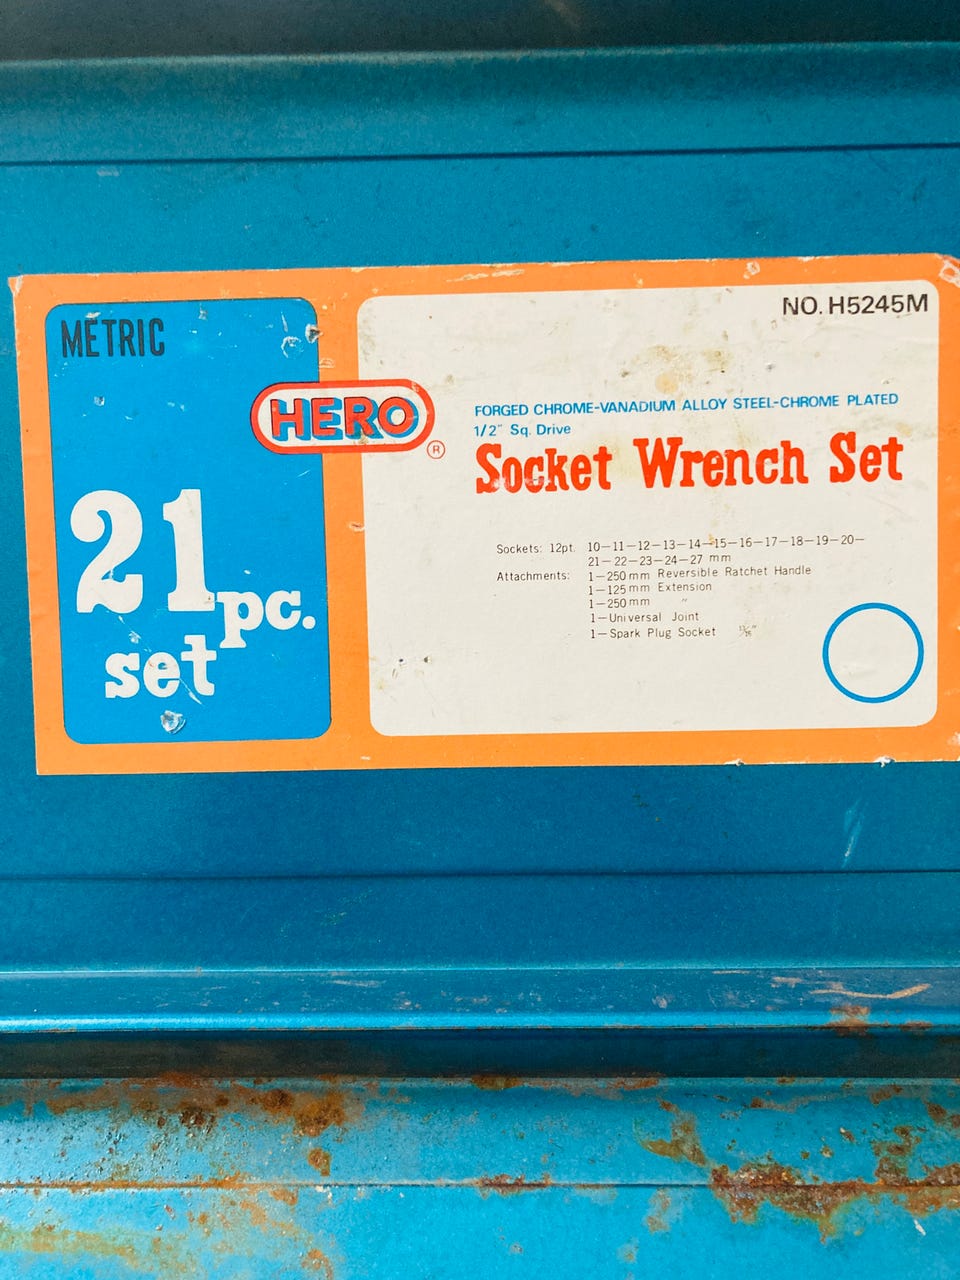 METRIC
HERO
®
21
pc.
set
NO. H5245M
FORGED CHROME-VANADIUM ALLOY STEEL-CHROME PLATED
1/2" Sq. Drive
Socket Wrench Set
Sockets: 12pt. 10-11-12-13-14-15-16-17-18-19-20-
21-22-23-24-27 mm
Attachments: 1-250mm Reversible Ratchet Handle
1-125mm Extension
1-250mm "
1-Universal Joint
1-Spark Plug Socket 13/16"